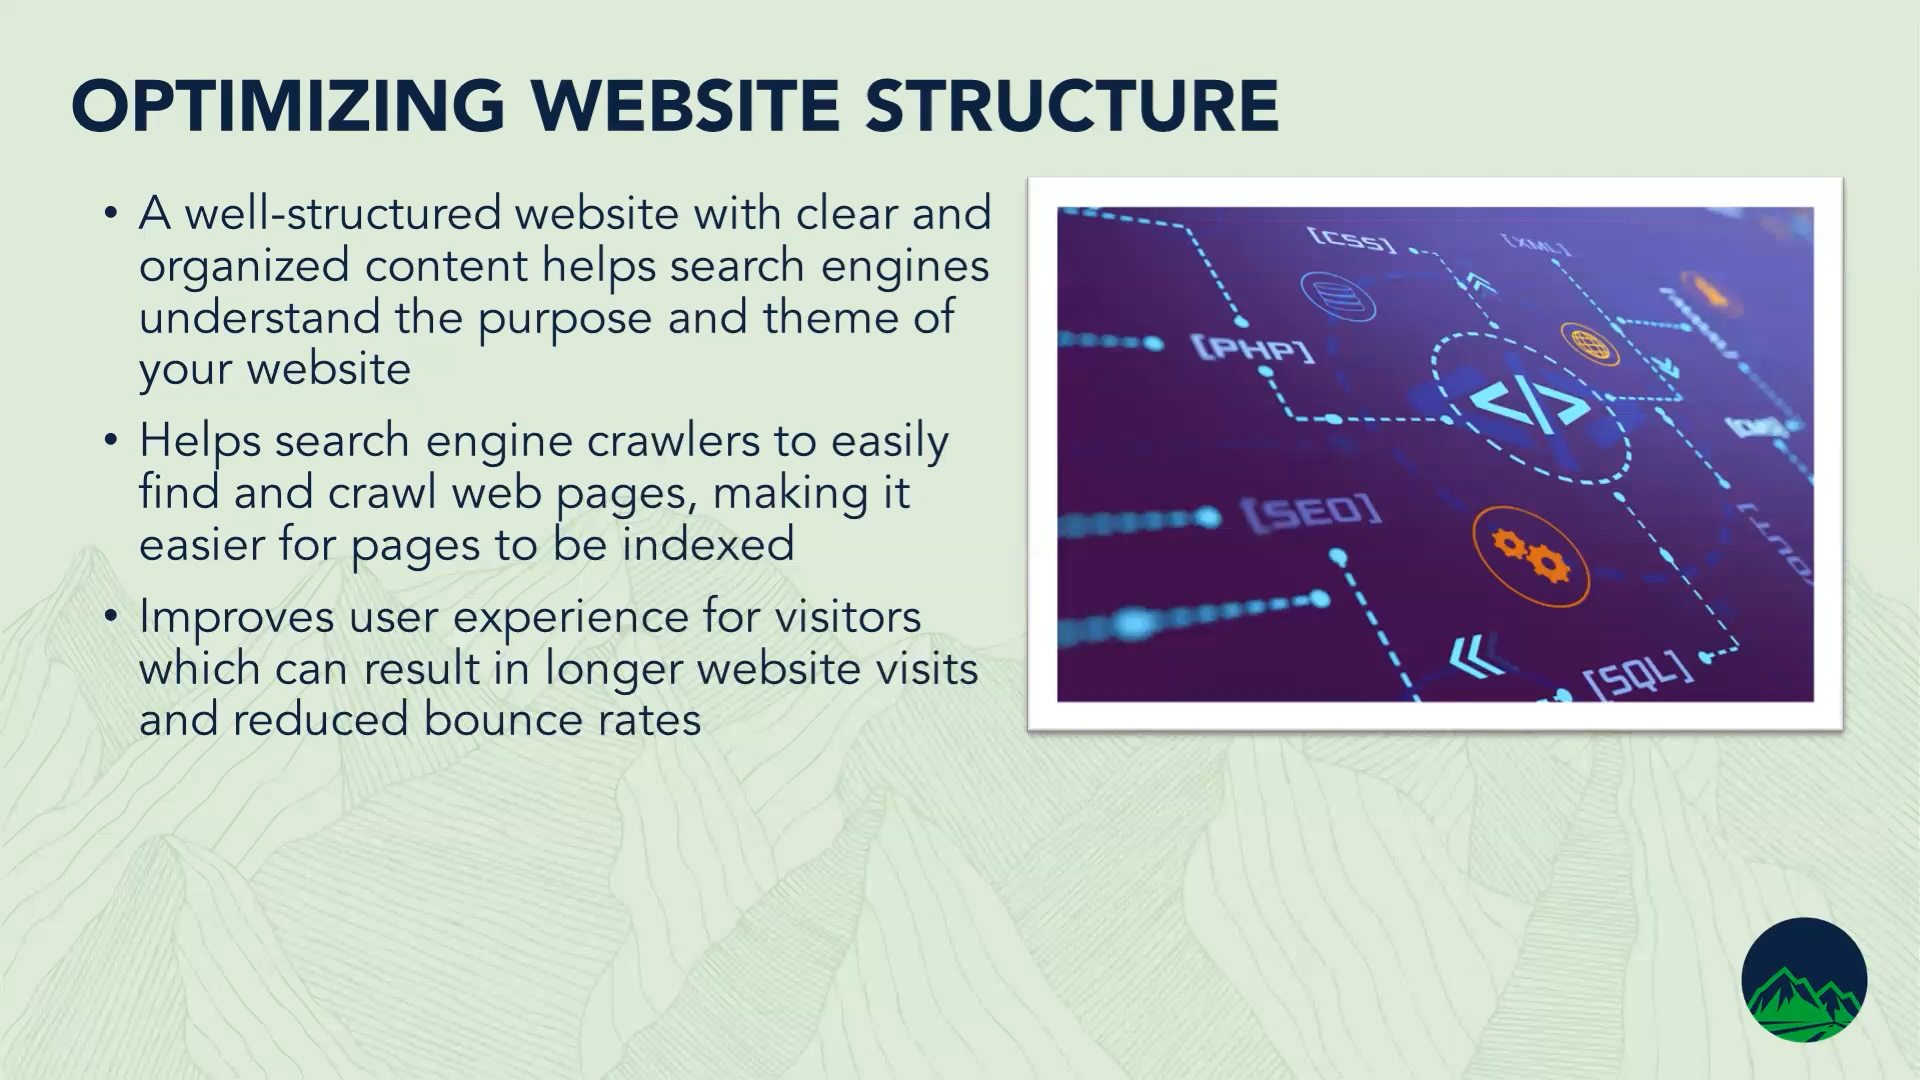 OPTIMIZING WEBSITE STRUCTURE
• A well-structured website with clear and
organized content helps search engines
understand the purpose and theme of
your website
• Helps search engine crawlers to easily
find and crawl web pages, making it
easier for pages to be indexed
• Improves user experience for visitors
which can result in longer website visits
and reduced bounce rates
[CSS]
[XML]
[PHP]
</>
[SEO]
[SQL]